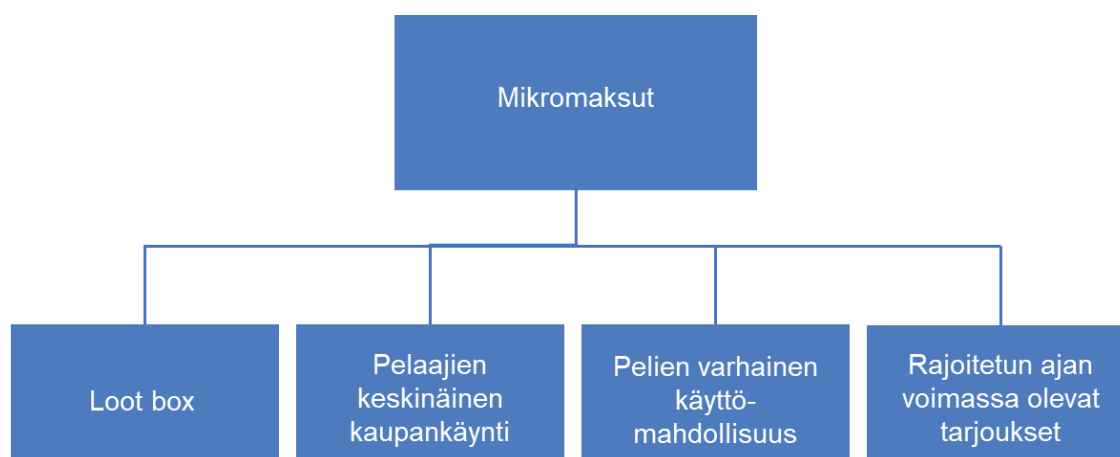 Mikromaksut
Loot box
Pelaajien
keskinäinen
kaupankäynti
Pelien varhainen
käyttö-
mahdollisuus
Rajoitetun ajan
voimassa olevat
tarjoukset